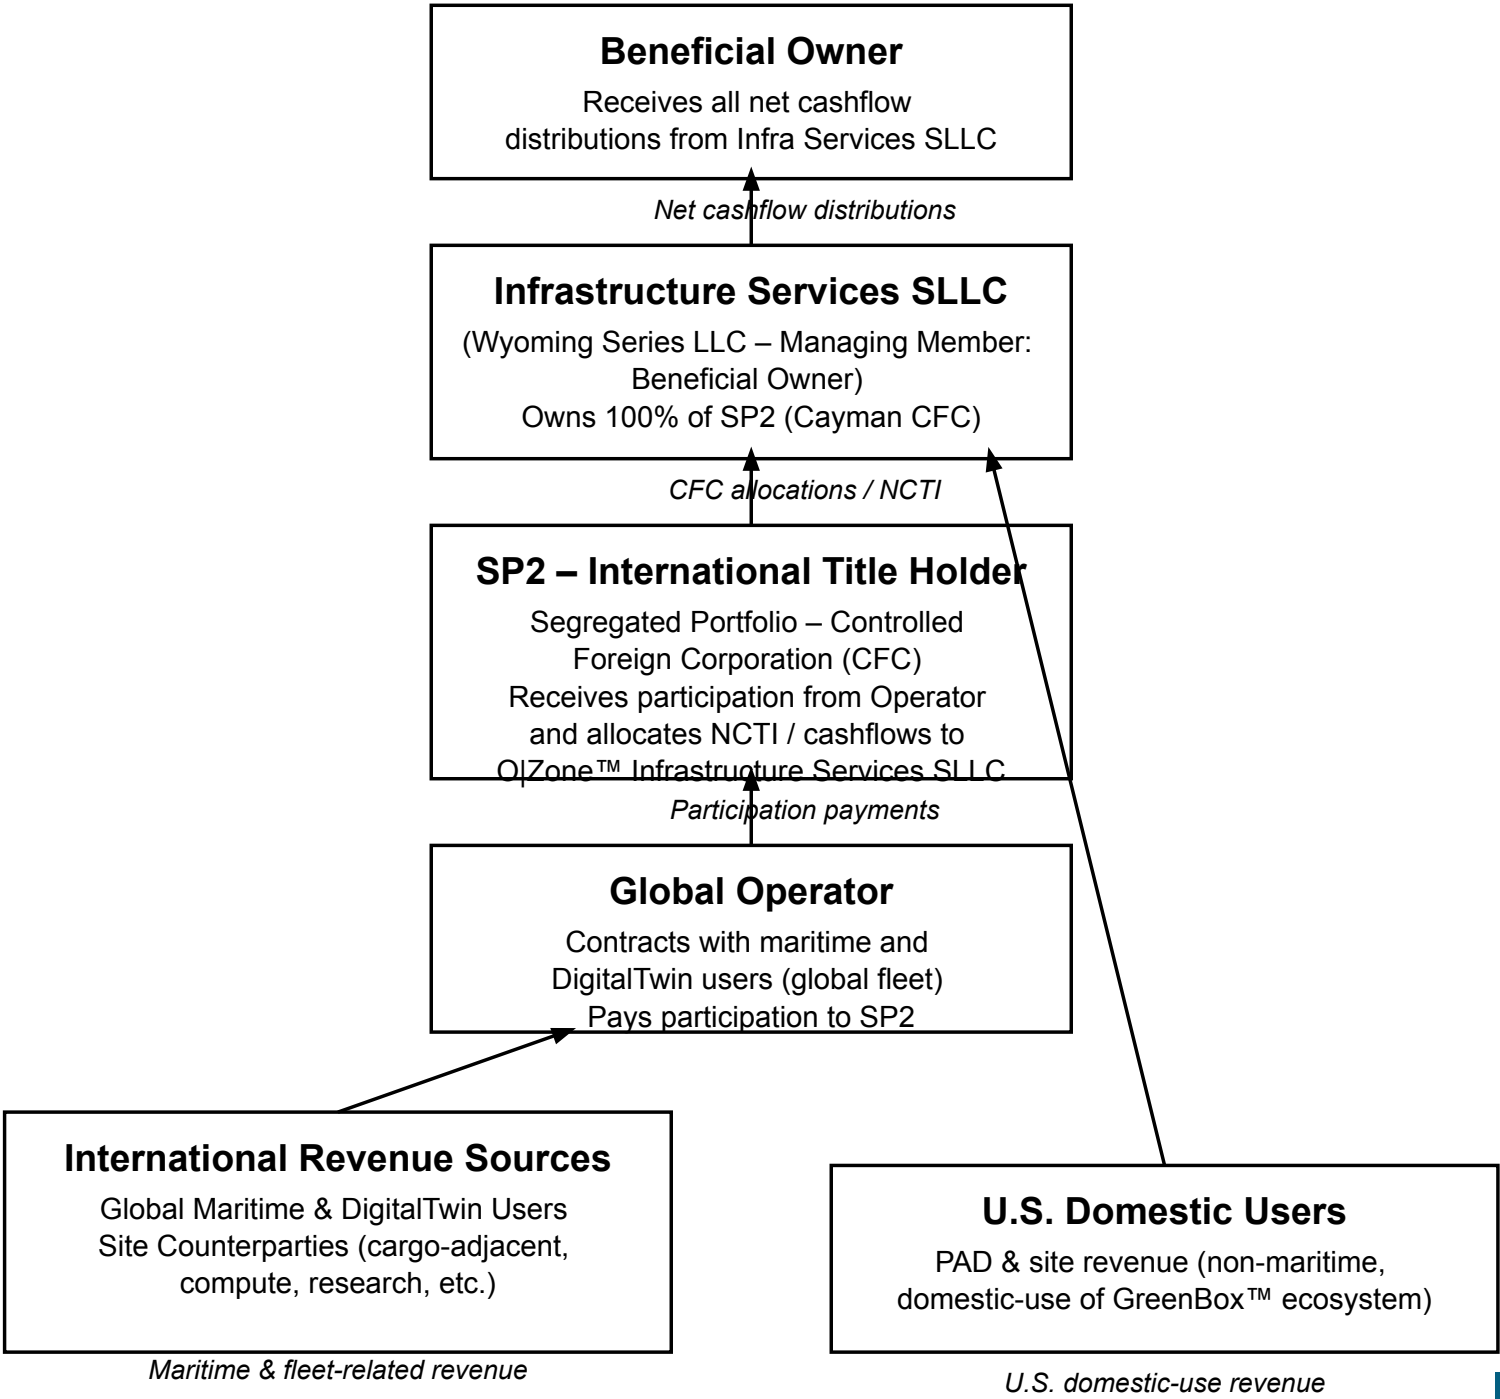 Beneficial Owner
Receives all net cashflow
distributions from Infra Services SLLC
Net cashflow distributions
Infrastructure Services SLLC
(Wyoming Series LLC – Managing Member:
Beneficial Owner)
Owns 100% of SP2 (Cayman CFC)
CFC allocations / NCTI
SP2 – International Title Holder
Segregated Portfolio – Controlled
Foreign Corporation (CFC)
Receives participation from Operator
and allocates NCTI / cashflows to
O|Zone™ Infrastructure Services SLLC
Participation payments
Global Operator
Contracts with maritime and
DigitalTwin users (global fleet)
Pays participation to SP2
International Revenue Sources
Global Maritime & DigitalTwin Users
Site Counterparties (cargo-adjacent,
compute, research, etc.)
Maritime & fleet-related revenue
U.S. Domestic Users
PAD & site revenue (non-maritime,
domestic-use of GreenBox™ ecosystem)
U.S. domestic-use revenue